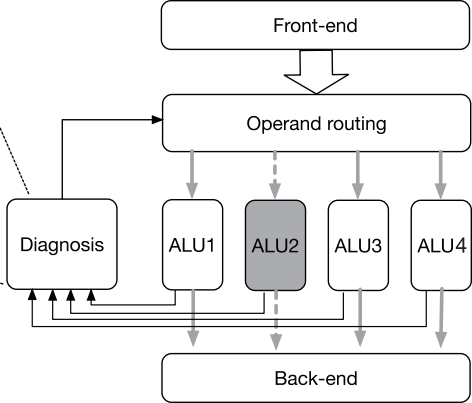 Front-end
Operand routing
Diagnosis
ALU1
ALU2
ALU3
ALU4
Back-end